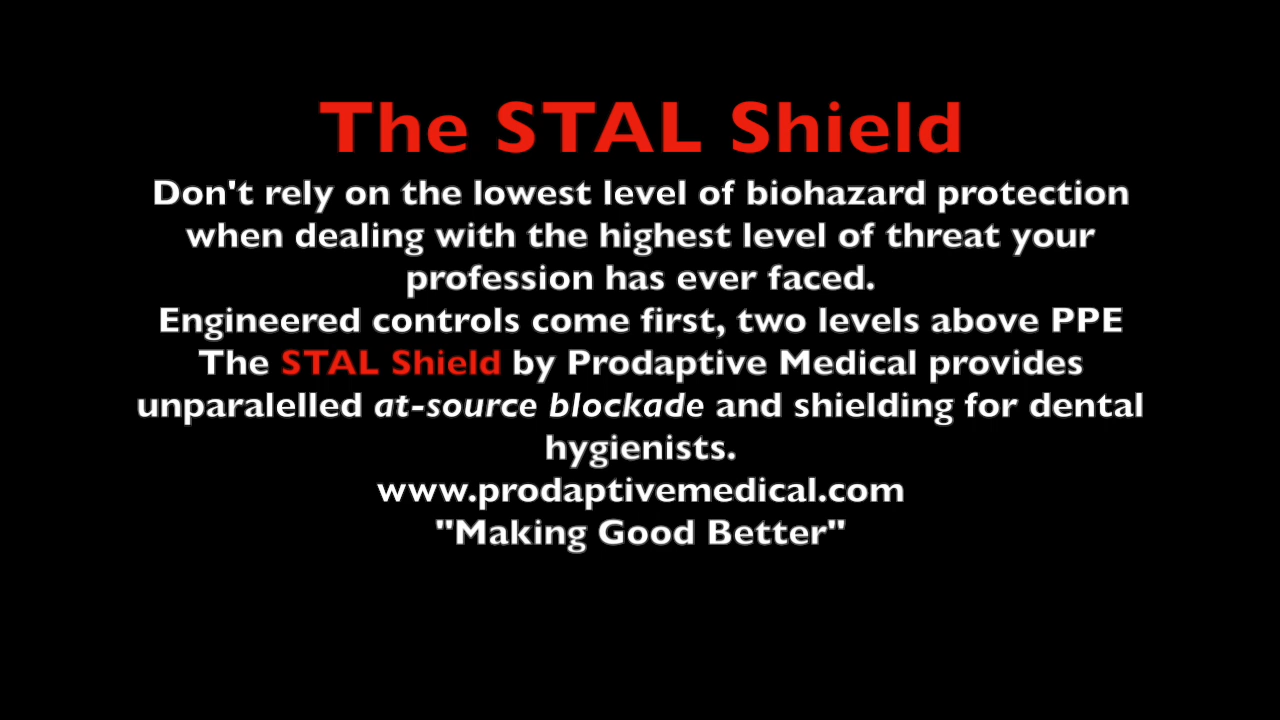 The STAL Shield
Don't rely on the lowest level of biohazard protection
when dealing with the highest level of threat your
profession has ever faced.
Engineered controls come first, two levels above PPE
The STAL Shield by Prodaptive Medical provides
unparalelled at-source blockade and shielding for dental
hygienists.
www.prodaptivemedical.com
"Making Good Better"